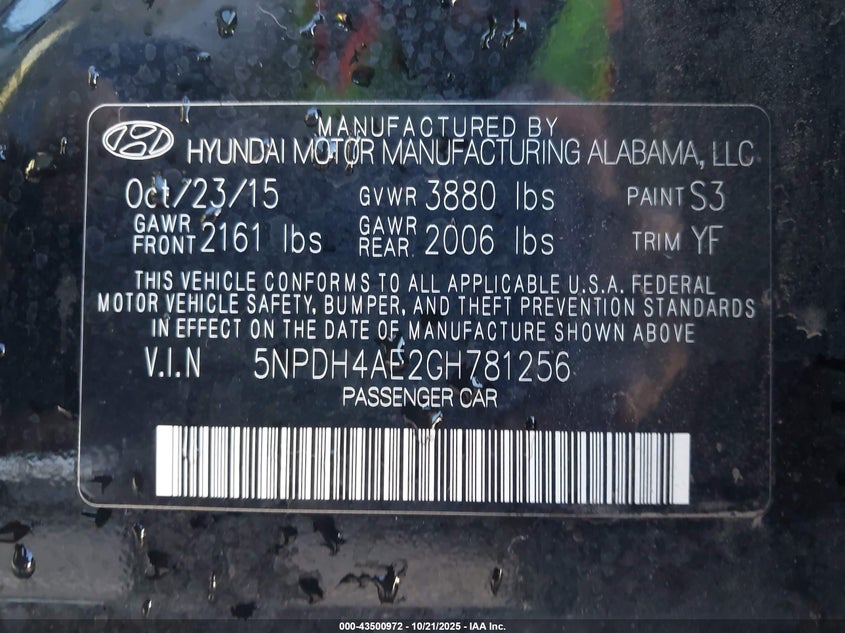 MANUFACTURED BY
HYUNDAI MOTOR MANUFACTURING ALABAMA, LLC
Oct/23/15 GVWR 3880 lbs PAINT S3
GAWR FRONT 2161 lbs GAWR REAR 2006 lbs TRIM YF
THIS VEHICLE CONFORMS TO ALL APPLICABLE U.S.A. FEDERAL
MOTOR VEHICLE SAFETY, BUMPER, AND THEFT PREVENTION STANDARDS
IN EFFECT ON THE DATE OF MANUFACTURE SHOWN ABOVE
V.I.N 5NPDH4AE2GH781256
PASSENGER CAR
000-43500972 - 10/21/2025 - IAA Inc.